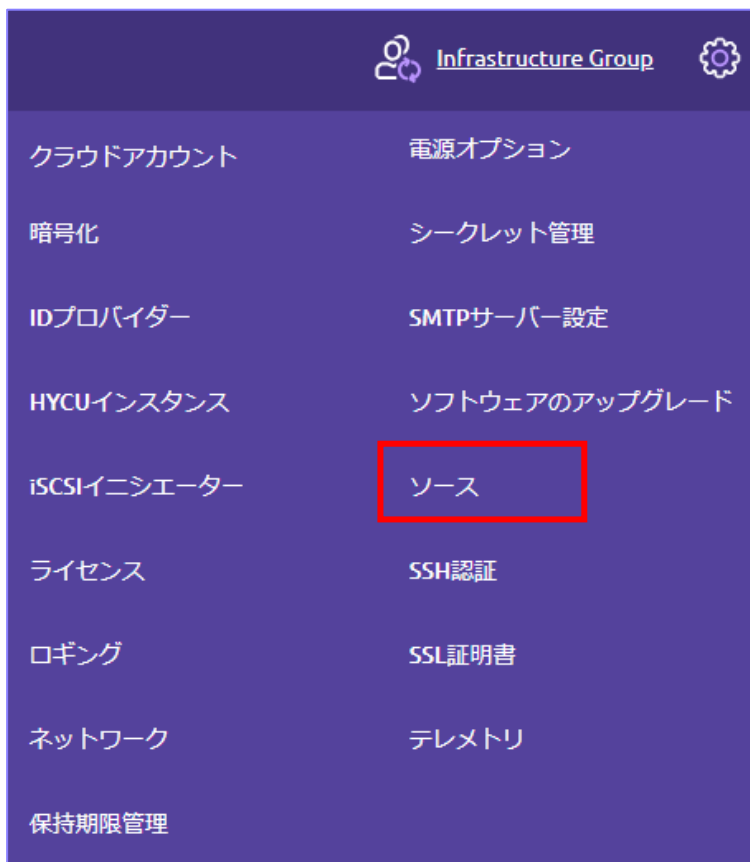 Infrastructure Group
クラウドアカウント
暗号化
IDプロバイダー
HYCUインスタンス
iSCSIイニシエーター
ライセンス
ロギング
ネットワーク
保持期限管理
電源オプション
シークレット管理
SMTPサーバー設定
ソフトウェアのアップグレード
ソース
SSH認証
SSL証明書
テレメトリ